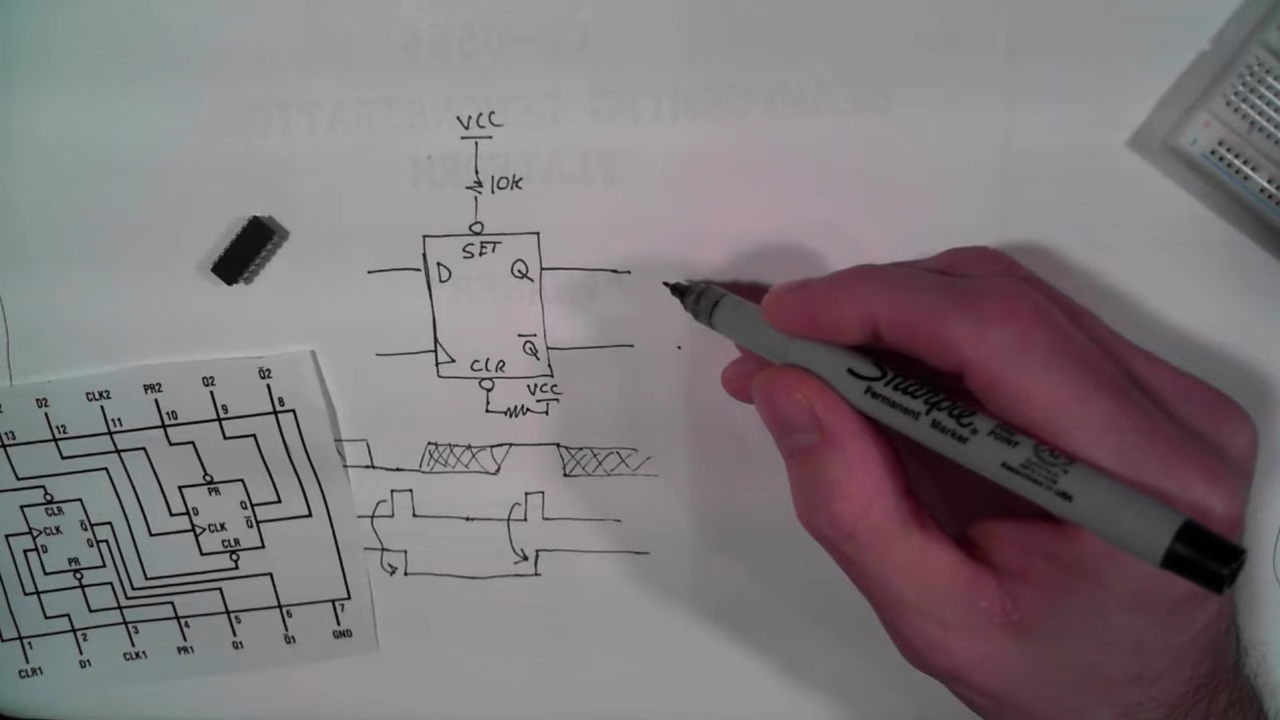 VCC
10k
SET
D Q
CLR Q̅
VCC
D2 CLK2 PR2 Q2 Q̅2
13 12 11 10 9 8
PR
D Q
CLK Q̅
CLR
CLR
CLK Q̅
D Q
PR
1 2 3 4 5 6 7
CLR1 D1 CLK1 PR1 Q1 Q̅1 GND
Sharpie
Permanent Marker